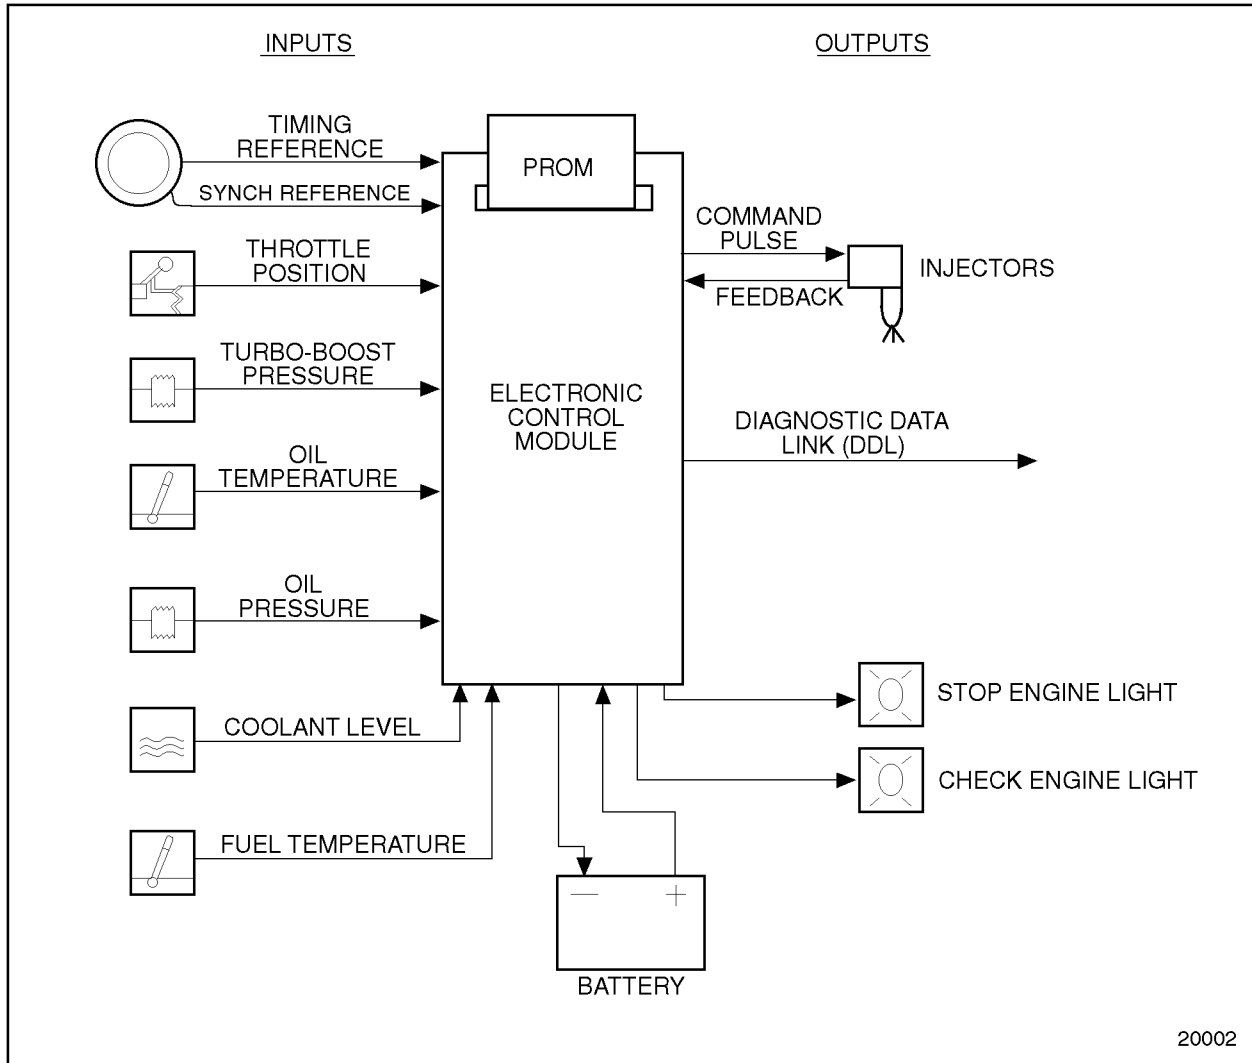 INPUTS
OUTPUTS
TIMING
REFERENCE
SYNCH REFERENCE
THROTTLE
POSITION
TURBO-BOOST
PRESSURE
OIL
TEMPERATURE
OIL
PRESSURE
COOLANT LEVEL
FUEL TEMPERATURE
PROM
ELECTRONIC
CONTROL
MODULE
COMMAND
PULSE
FEEDBACK
INJECTORS
DIAGNOSTIC DATA
LINK (DDL)
STOP ENGINE LIGHT
CHECK ENGINE LIGHT
— +
BATTERY
20002